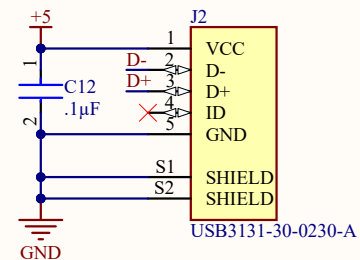 +5
J2
1 VCC
D- 2 D-
D+ 3 D+
4 ID
5 GND
1
C12
.1µF
2
S1 SHIELD
S2 SHIELD
USB3131-30-0230-A
GND